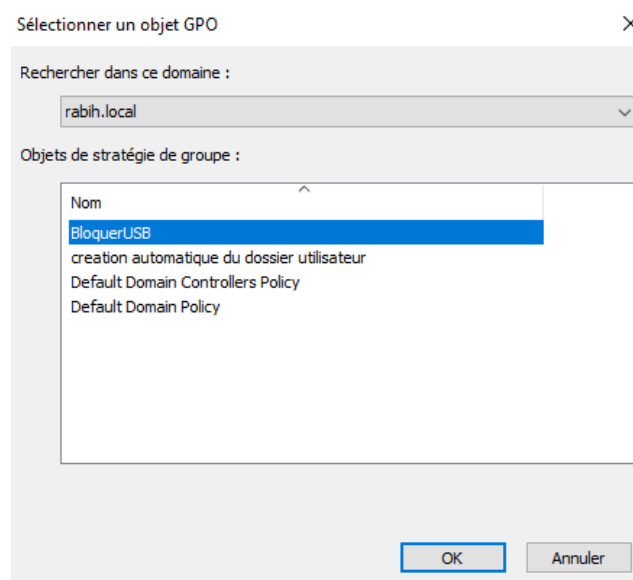 Sélectionner un objet GPO
Rechercher dans ce domaine :
rabih.local
Objets de stratégie de groupe :
Nom
BloquerUSB
creation automatique du dossier utilisateur
Default Domain Controllers Policy
Default Domain Policy
OK Annuler